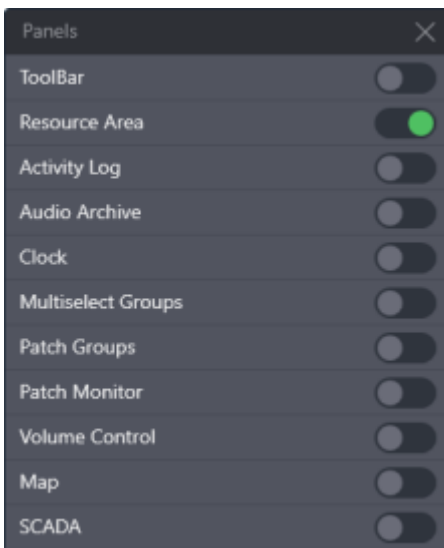 Panels
ToolBar
Resource Area
Activity Log
Audio Archive
Clock
Multiselect Groups
Patch Groups
Patch Monitor
Volume Control
Map
SCADA